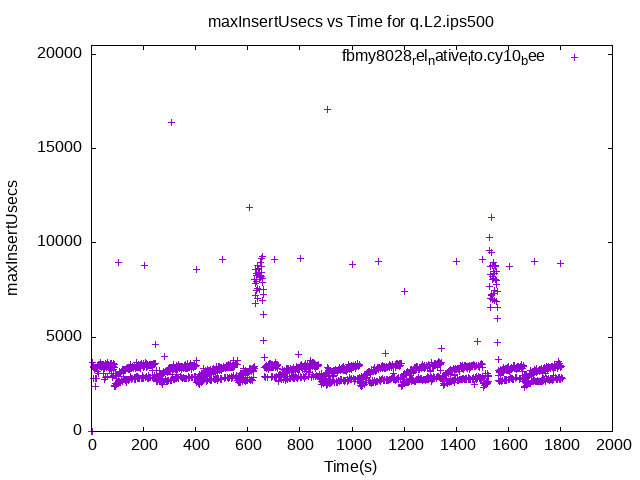 maxInsertUsecs vs Time for q.L2.ips500
fbmy8028relnativelto.cy10bee
20000
15000
10000
5000
0
maxInsertUsecs
0 200 400 600 800 1000 1200 1400 1600 1800 2000
Time(s)